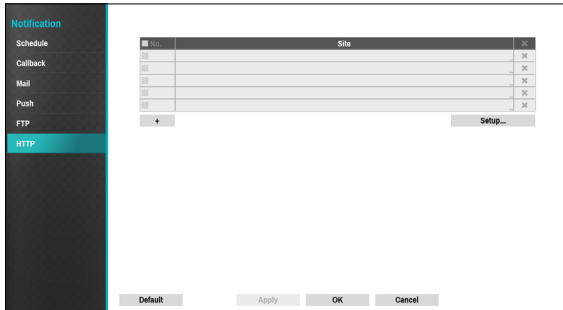 Notification
Schedule
Callback
Mail
Push
FTP
HTTP
No. Site
+ Setup...
Default Apply OK Cancel